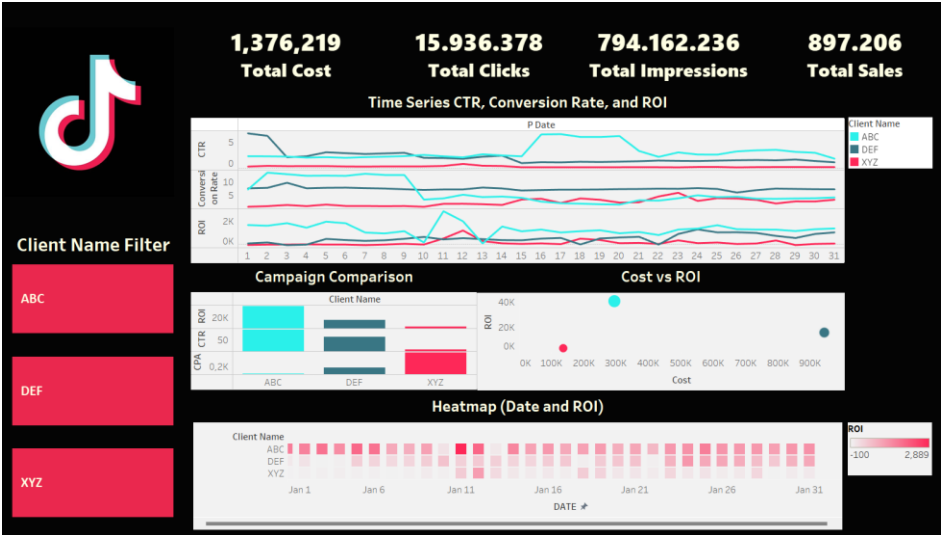 1,376,219
Total Cost
15.936.378
Total Clicks
794.162.236
Total Impressions
897.206
Total Sales
Time Series CTR, Conversion Rate, and ROI
P Date
CTR
5
0
Conversi
on Rate
10
5
ROI
2K
0K
1 2 3 4 5 6 7 8 9 10 11 12 13 14 15 16 17 18 19 20 21 22 23 24 25 26 27 28 29 30 31
Client Name
ABC
DEF
XYZ
Client Name Filter
ABC
DEF
XYZ
Campaign Comparison
Client Name
ROI
20K
CTR
50
CPA
0,2K
ABC DEF XYZ
Cost vs ROI
ROI
40K
20K
0K
0K 100K 200K 300K 400K 500K 600K 700K 800K 900K
Cost
Heatmap (Date and ROI)
Client Name
ABC
DEF
XYZ
Jan 1 Jan 6 Jan 11 Jan 16 Jan 21 Jan 26 Jan 31
DATE
ROI
-100 2,889